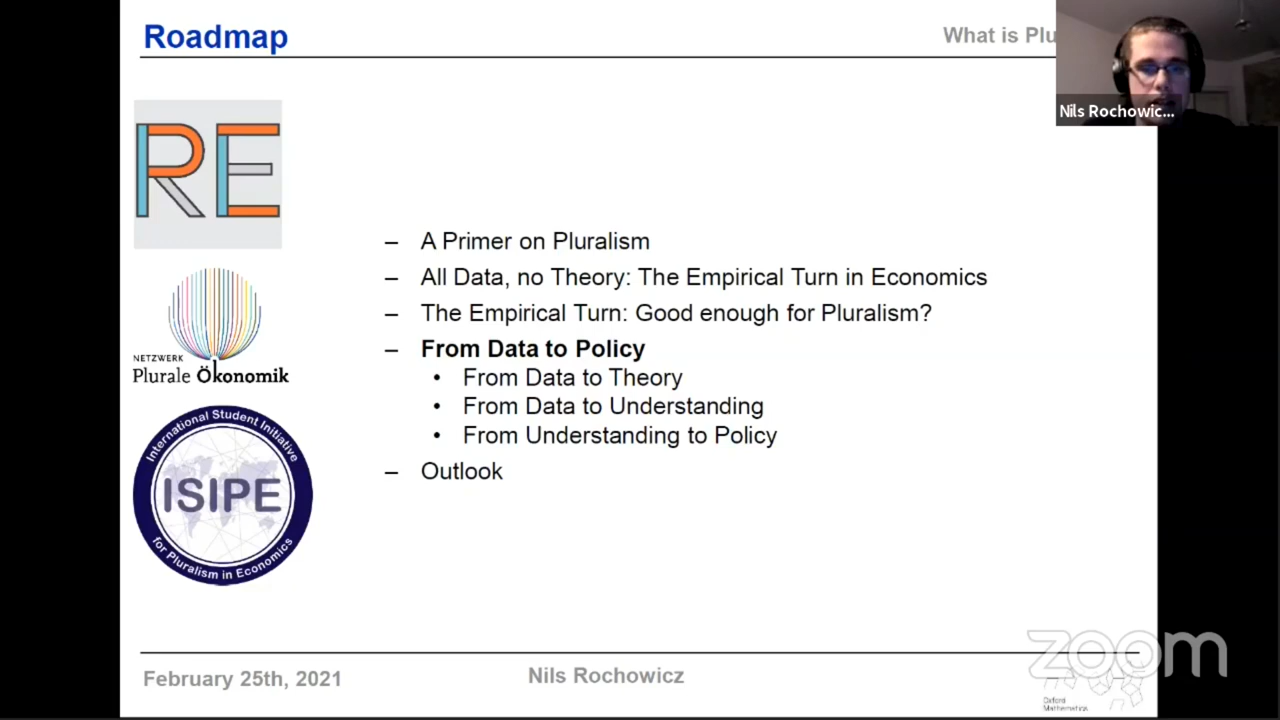 Roadmap
What is Plu
Nils Rochowic...
RE
– A Primer on Pluralism
– All Data, no Theory: The Empirical Turn in Economics
– The Empirical Turn: Good enough for Pluralism?
– From Data to Policy
• From Data to Theory
• From Data to Understanding
• From Understanding to Policy
– Outlook
NETZWERK
Plurale Ökonomik
International Student Initiative
ISIPE
for Pluralism in Economics
February 25th, 2021
Nils Rochowicz
zoom
Oxford
Mathematics